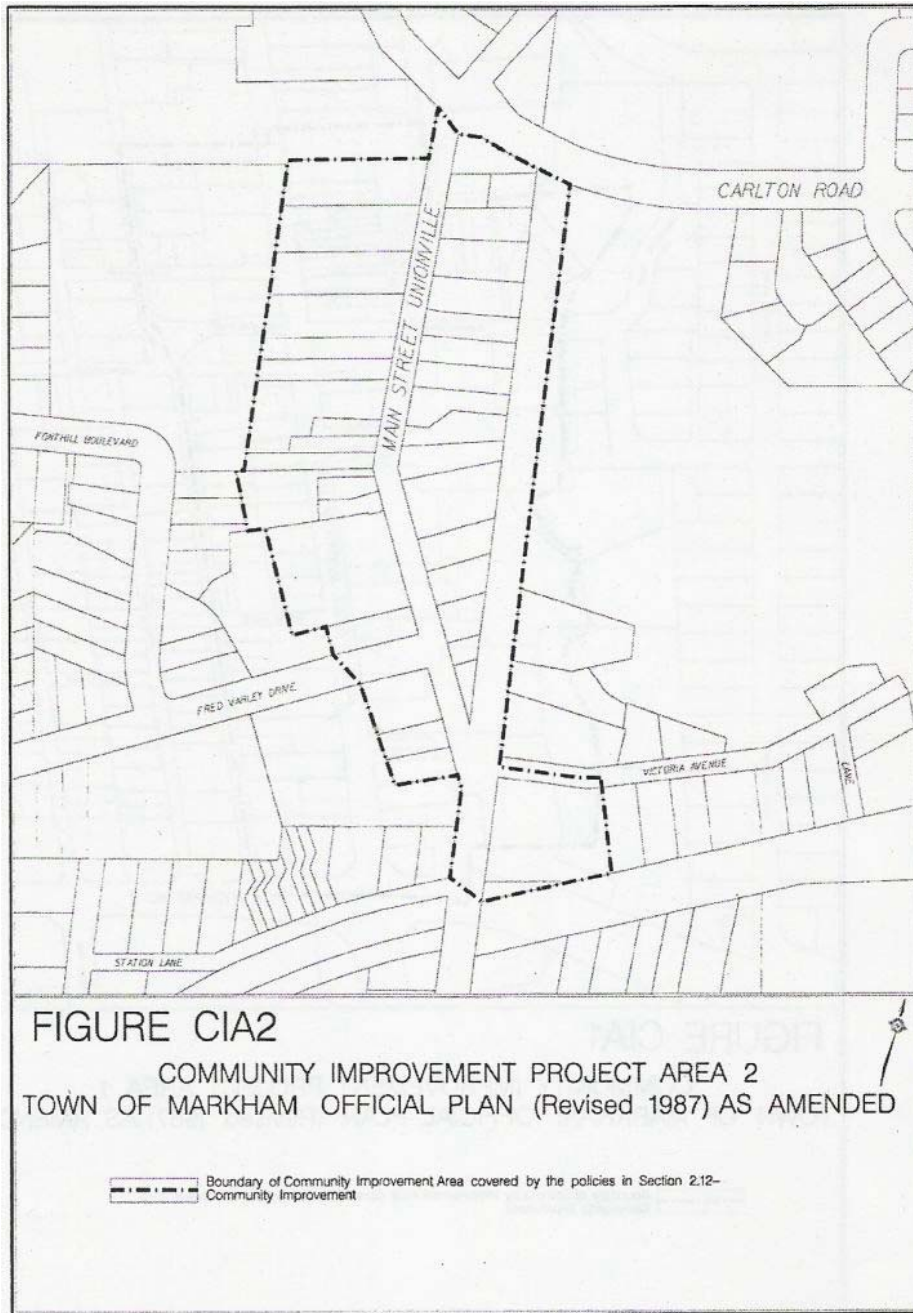 CARLTON ROAD
MAIN STREET UNIONVILLE
FONTHILL BOULEVARD
FRED VARLEY DRIVE
VICTORIA AVENUE
LANE
STATION LANE
FIGURE CIA2
COMMUNITY IMPROVEMENT PROJECT AREA 2
TOWN OF MARKHAM OFFICIAL PLAN (Revised 1987) AS AMENDED
Boundary of Community Improvement Area covered by the policies in Section 2.12-
Community Improvement
FIGURE CIA1